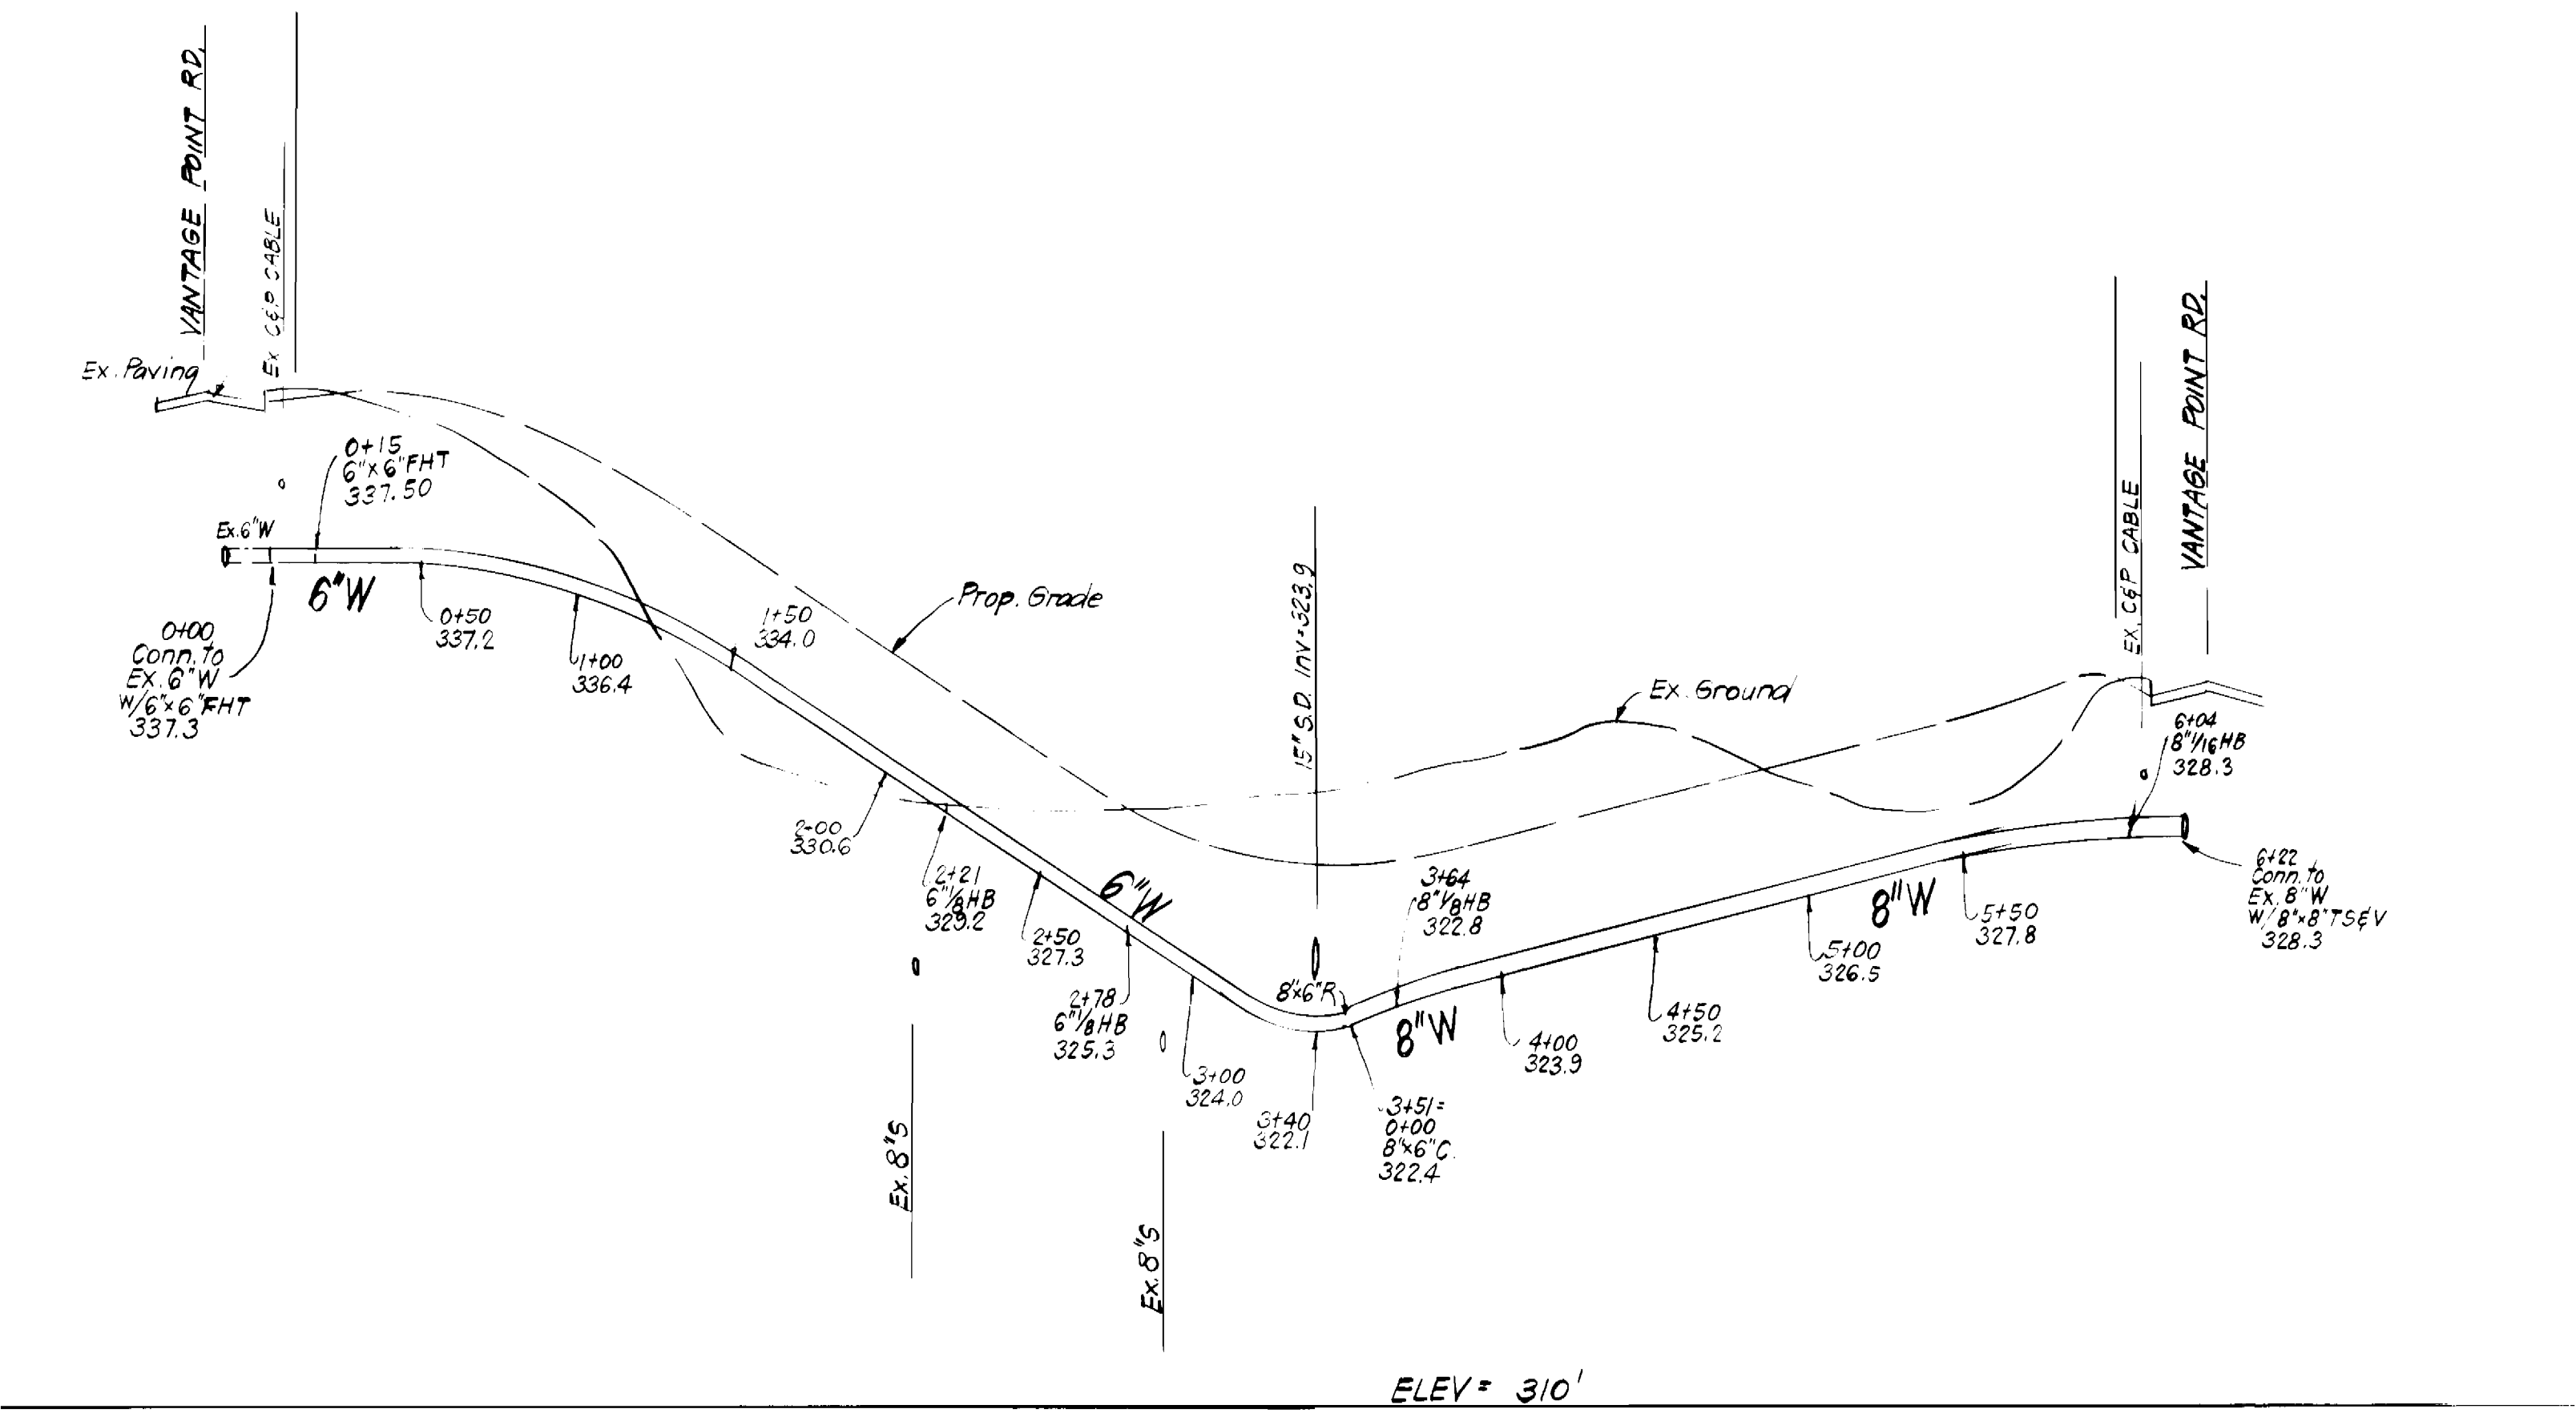 VANTAGE POINT RD.
Ex C&P CABLE
Ex. Paving
0+15
6"x6"FHT
337.50
Ex.6"W
6"W
0+00
Conn. to
Ex. 6"W
W/6"x6"FHT
337.3
0+50
337.2
1+00
336.4
1+50
334.0
Prop. Grade
2+00
330.6
2+21
6"1/8HB
329.2
2+50
327.3
6"W
2+78
6"1/8HB
325.3
3+00
324.0
Ex.8"S
Ex.8"S
15" S.D. Inv=323.9
8"x6"R
3+40
322.1
3+51=
0+00
8"x6"C.
322.4
3+64
8"1/8HB
322.8
8"W
4+00
323.9
4+50
325.2
Ex. Ground
5+00
326.5
8"W
5+50
327.8
EX. C&P CABLE
VANTAGE POINT RD.
6+04
8"1/16HB
328.3
6+22
Conn. to
Ex. 8"W
W/8"x8"TS&V
328.3
ELEV = 310'